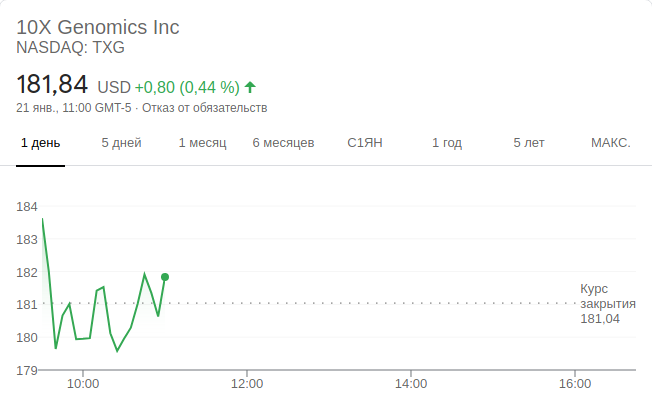 10X Genomics Inc
NASDAQ: TXG
181,84 USD +0,80 (0,44 %)
21 янв., 11:00 GMT-5 · Отказ от обязательств
1 день 5 дней 1 месяц 6 месяцев С1ЯН 1 год 5 лет МАКС.
184
183
182
181
180
179
Курс
закрытия
181,04
10:00 12:00 14:00 16:00